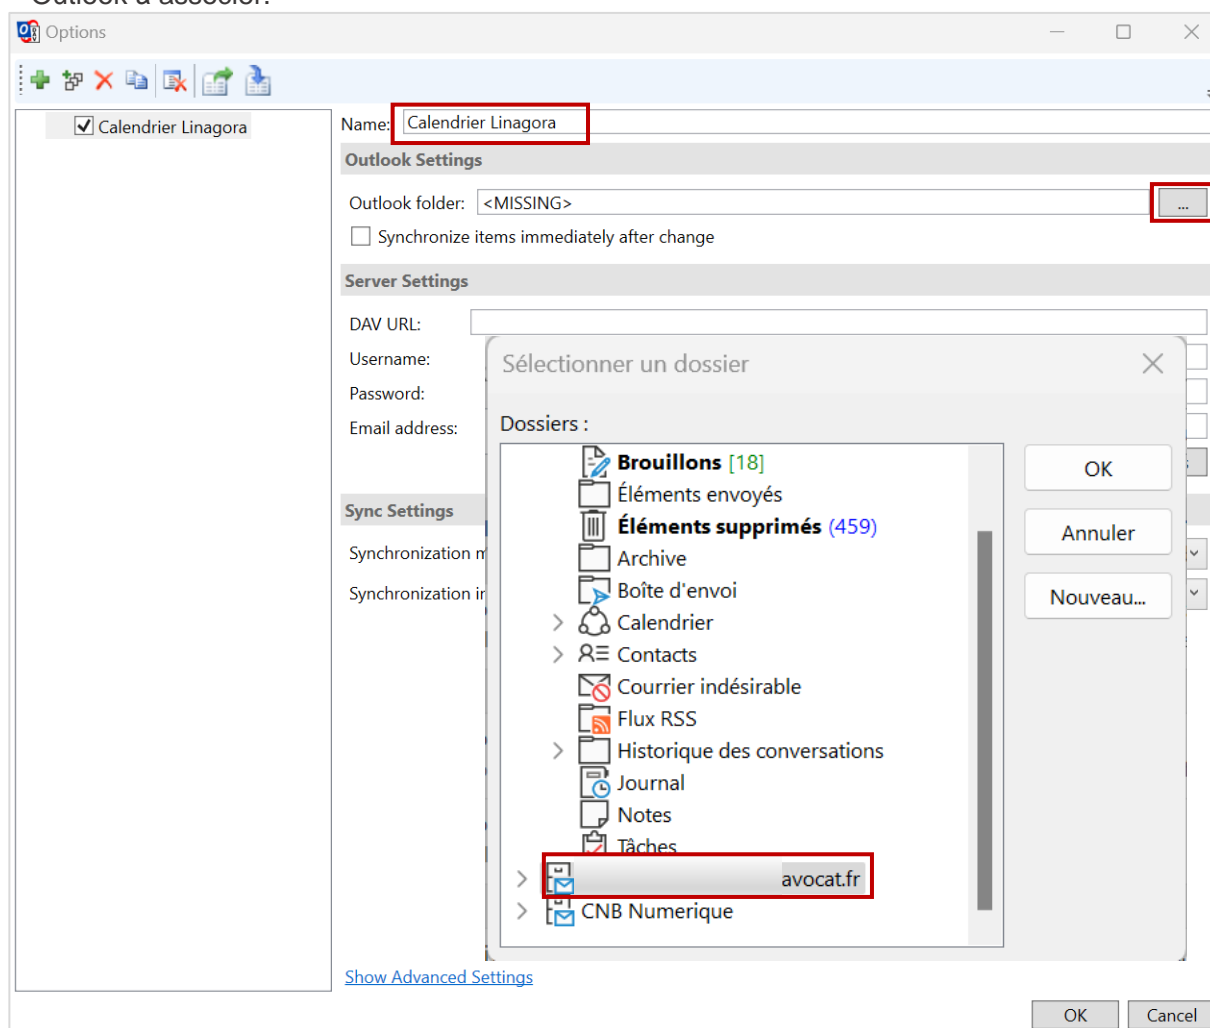 Outlook à associer.
Options
Calendrier Linagora
Name: Calendrier Linagora
Outlook Settings
Outlook folder: <MISSING> ...
Synchronize items immediately after change
Server Settings
DAV URL:
Username:
Password:
Email address:
Sync Settings
Synchronization
Synchronization
Sélectionner un dossier
Dossiers :
Brouillons [18]
Éléments envoyés
Éléments supprimés (459)
Archive
Boîte d'envoi
Calendrier
Contacts
Courrier indésirable
Flux RSS
Historique des conversations
Journal
Notes
Tâches
avocat.fr
CNB Numerique
OK
Annuler
Nouveau...
Show Advanced Settings
OK Cancel